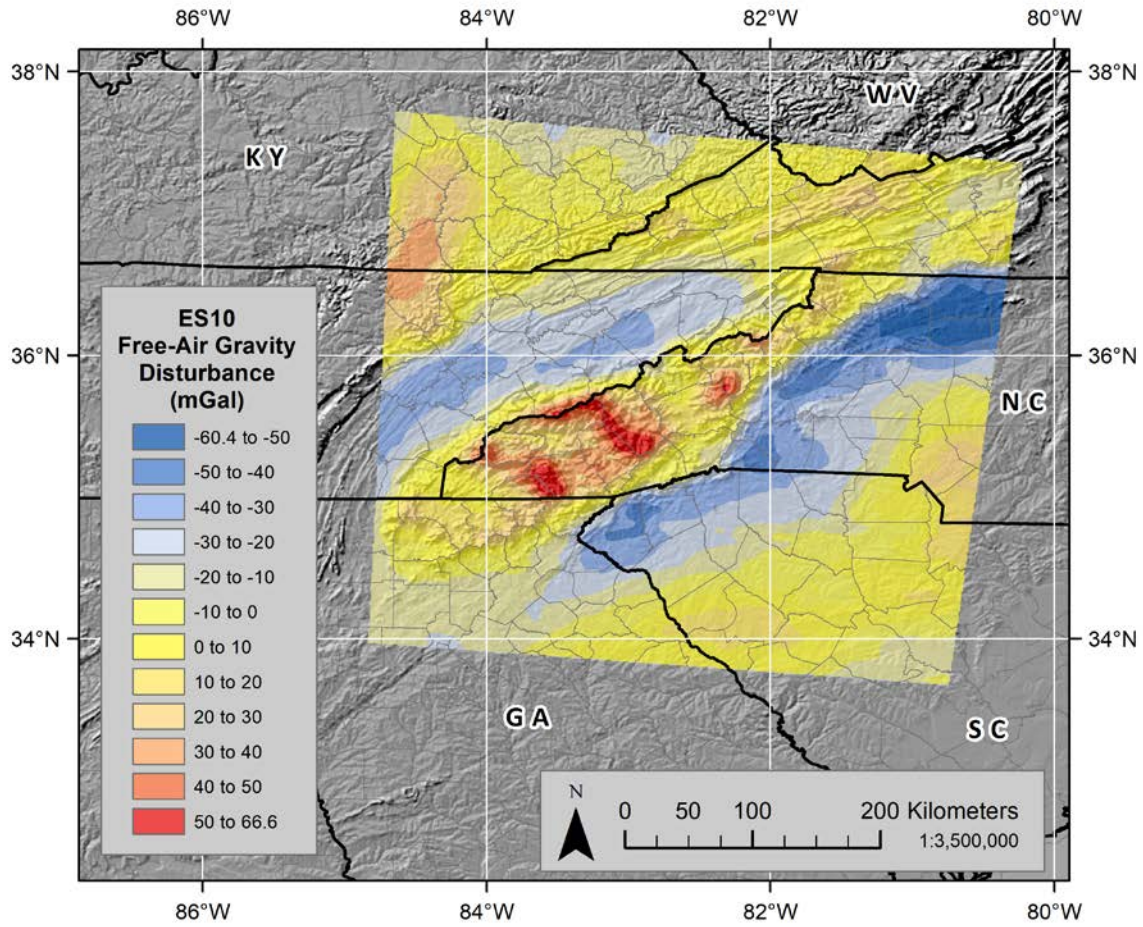 86°W 84°W 82°W 80°W
38°N 38°N
W V
K Y
ES10
Free-Air Gravity
Disturbance
(mGal)
-60.4 to -50
-50 to -40
-40 to -30
-30 to -20
-20 to -10
-10 to 0
0 to 10
10 to 20
20 to 30
30 to 40
40 to 50
50 to 66.6
36°N 36°N
N C
34°N 34°N
G A
S C
N
0 50 100 200 Kilometers
1:3,500,000
86°W 84°W 82°W 80°W